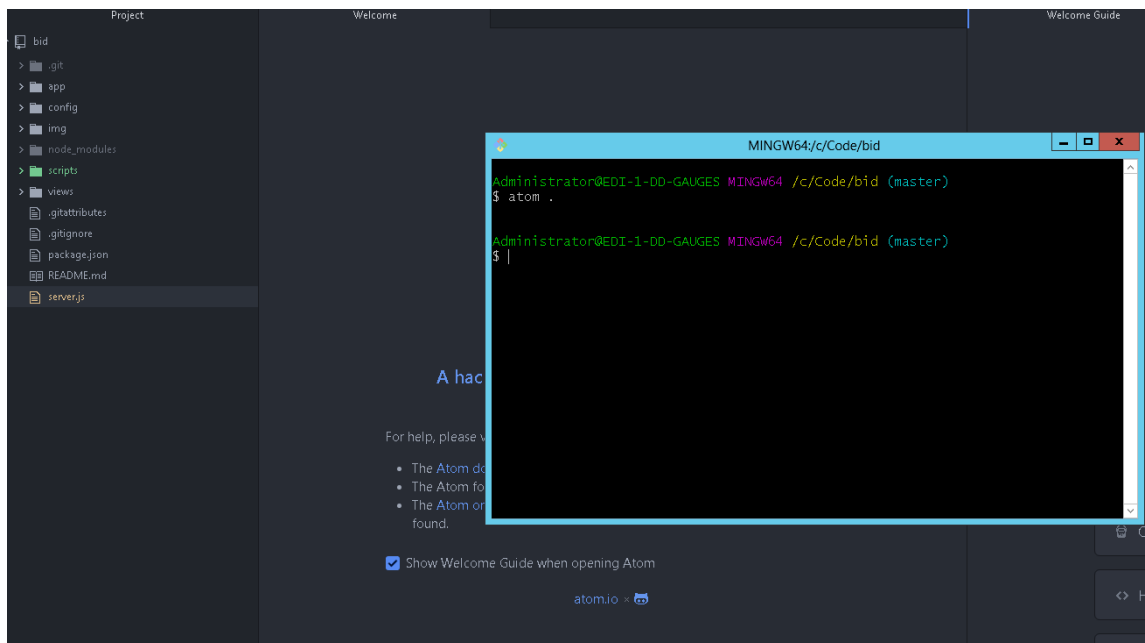 Project
Welcome
Welcome Guide
bid
.git
app
config
img
node_modules
scripts
views
.gitattributes
.gitignore
package.json
README.md
server.js
MINGW64:/c/Code/bid
Administrator@EDI-1-DD-GAUGES MINGW64 /c/Code/bid (master)
$ atom .
Administrator@EDI-1-DD-GAUGES MINGW64 /c/Code/bid (master)
$
A hac
For help, please v
• The Atom do
• The Atom fo
• The Atom or
found.
Show Welcome Guide when opening Atom
atom.io ×
H